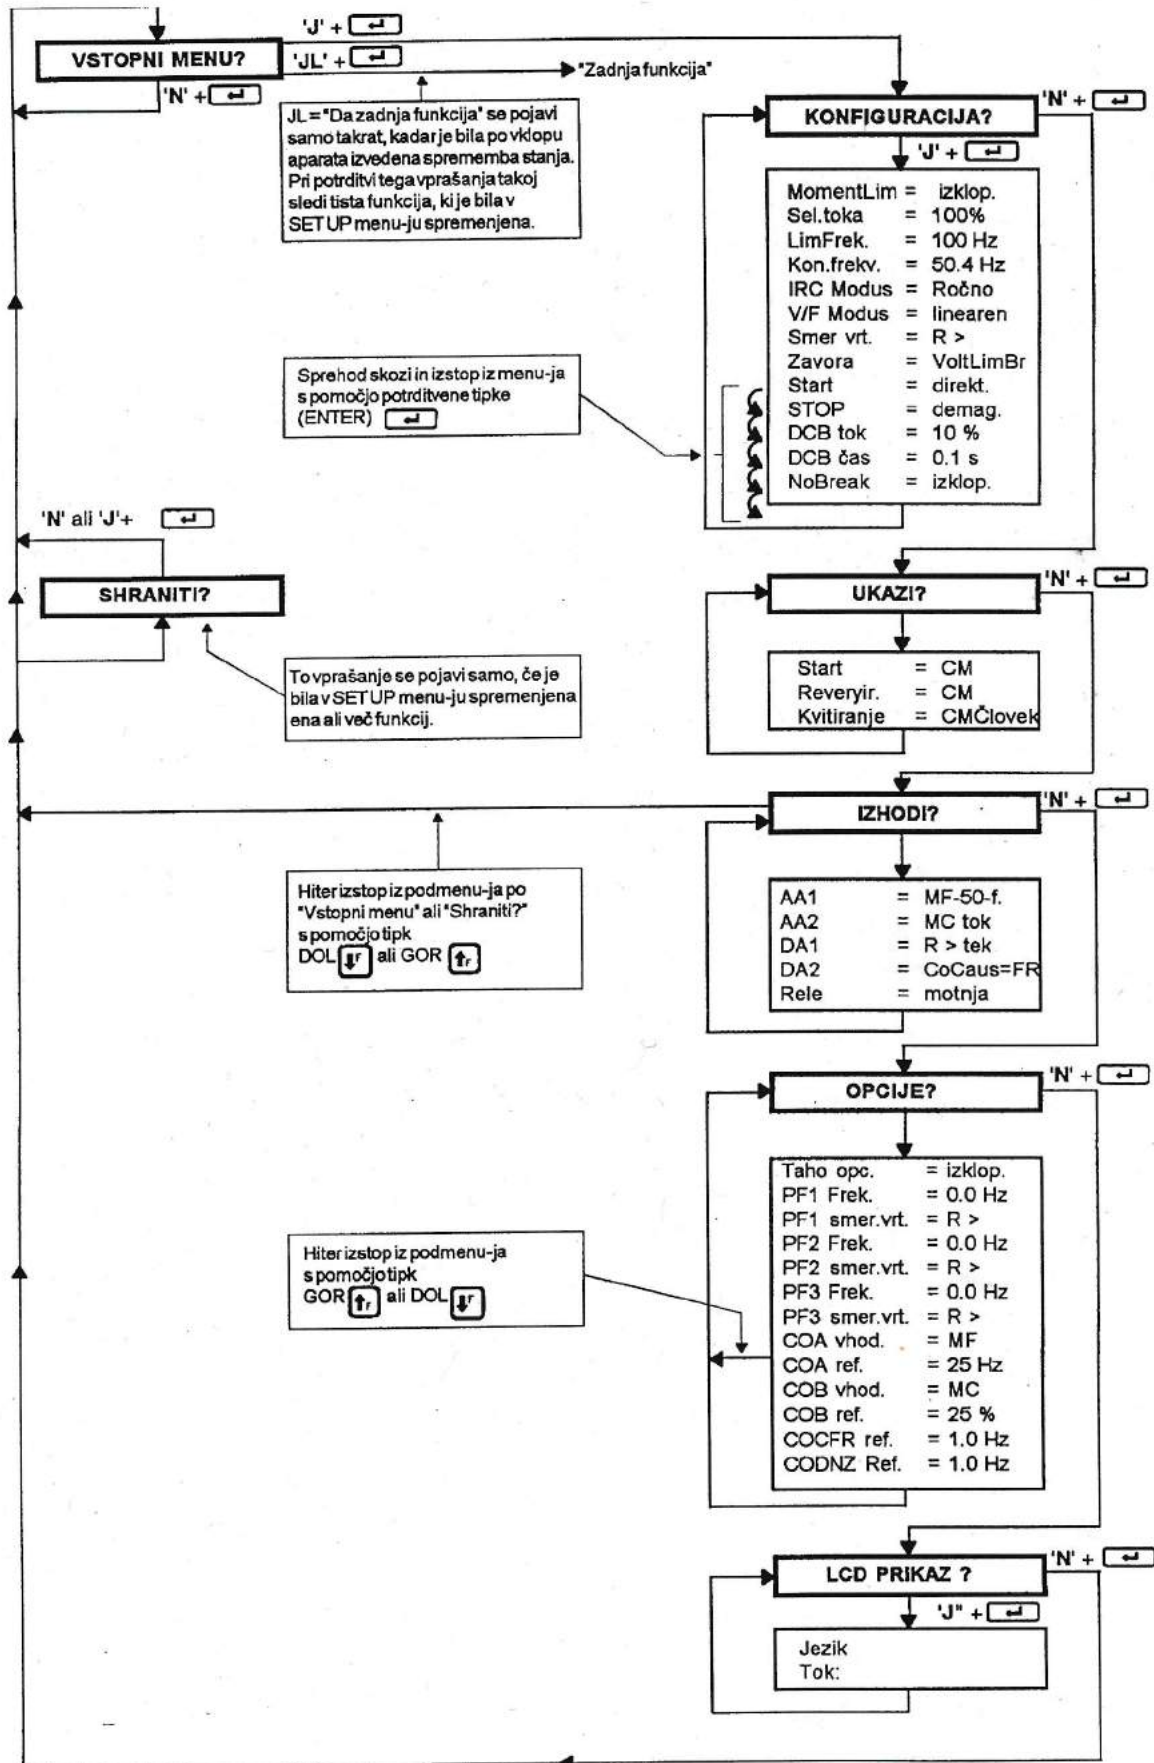 'J' +
VSTOPNI MENU?
'JL' +
"Zadnja funkcija"
'N' +
JL = "Da zadnja funkcija" se pojavi
samo takrat, kadar je bila po vklopu
aparata izvedena sprememba stanja.
Pri potrditvi tega vprašanja takoj
sledi tista funkcija, ki je bila v
SET UP menu-ju spremenjena.
KONFIGURACIJA?
'N' +
'J' +
MomentLim = izklop.
Sel.toka = 100%
LimFrek. = 100 Hz
Kon.frekv. = 50.4 Hz
IRC Modus = Ročno
V/F Modus = linearen
Smer vrt. = R >
Zavora = VoltLimBr
Start = direkt.
STOP = demag.
DCB tok = 10 %
DCB čas = 0.1 s
NoBreak = izklop.
Sprehod skozi in izstop iz menu-ja
s pomočjo potrditvene tipke
(ENTER)
'N' ali 'J'+
SHRANITI?
To vprašanje se pojavi samo, če je
bila v SET UP menu-ju spremenjena
ena ali več funkcij.
UKAZI?
'N' +
Start = CM
Reveryir. = CM
Kvitiranje = CMČlovek
IZHODI?
'N' +
Hiter izstop iz podmenu-ja po
"Vstopni menu" ali "Shraniti?"
s pomočjo tipk
DOL r ali GOR r
AA1 = MF-50-f.
AA2 = MC tok
DA1 = R > tek
DA2 = CoCaus=FR
Rele = motnja
OPCIJE?
'N' +
Taho opc. = izklop.
PF1 Frek. = 0.0 Hz
PF1 smer.vrt. = R >
PF2 Frek. = 0.0 Hz
PF2 smer.vrt. = R >
PF3 Frek. = 0.0 Hz
PF3 smer.vrt. = R >
COA vhod. = MF
COA ref. = 25 Hz
COB vhod. = MC
COB ref. = 25 %
COCFR ref. = 1.0 Hz
CODNZ Ref. = 1.0 Hz
Hiter izstop iz podmenu-ja
s pomočjo tipk
GOR r ali DOL r
LCD PRIKAZ ?
'N' +
'J" +
Jezik
Tok: